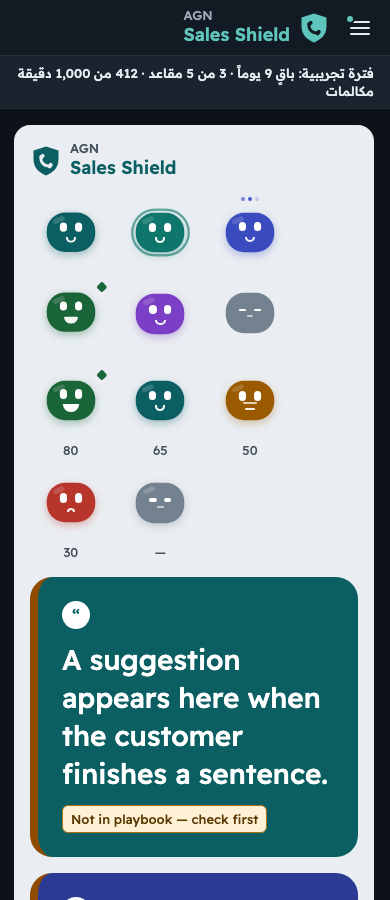 AGN
Sales Shield
فترة تجريبية: باقٍ 9 يوماً · 3 من 5 مقاعد · 412 من 1,000 دقيقة
مكالمات
AGN
Sales Shield
80 65 50
30 —
“
A suggestion
appears here when
the customer
finishes a sentence.
Not in playbook — check first